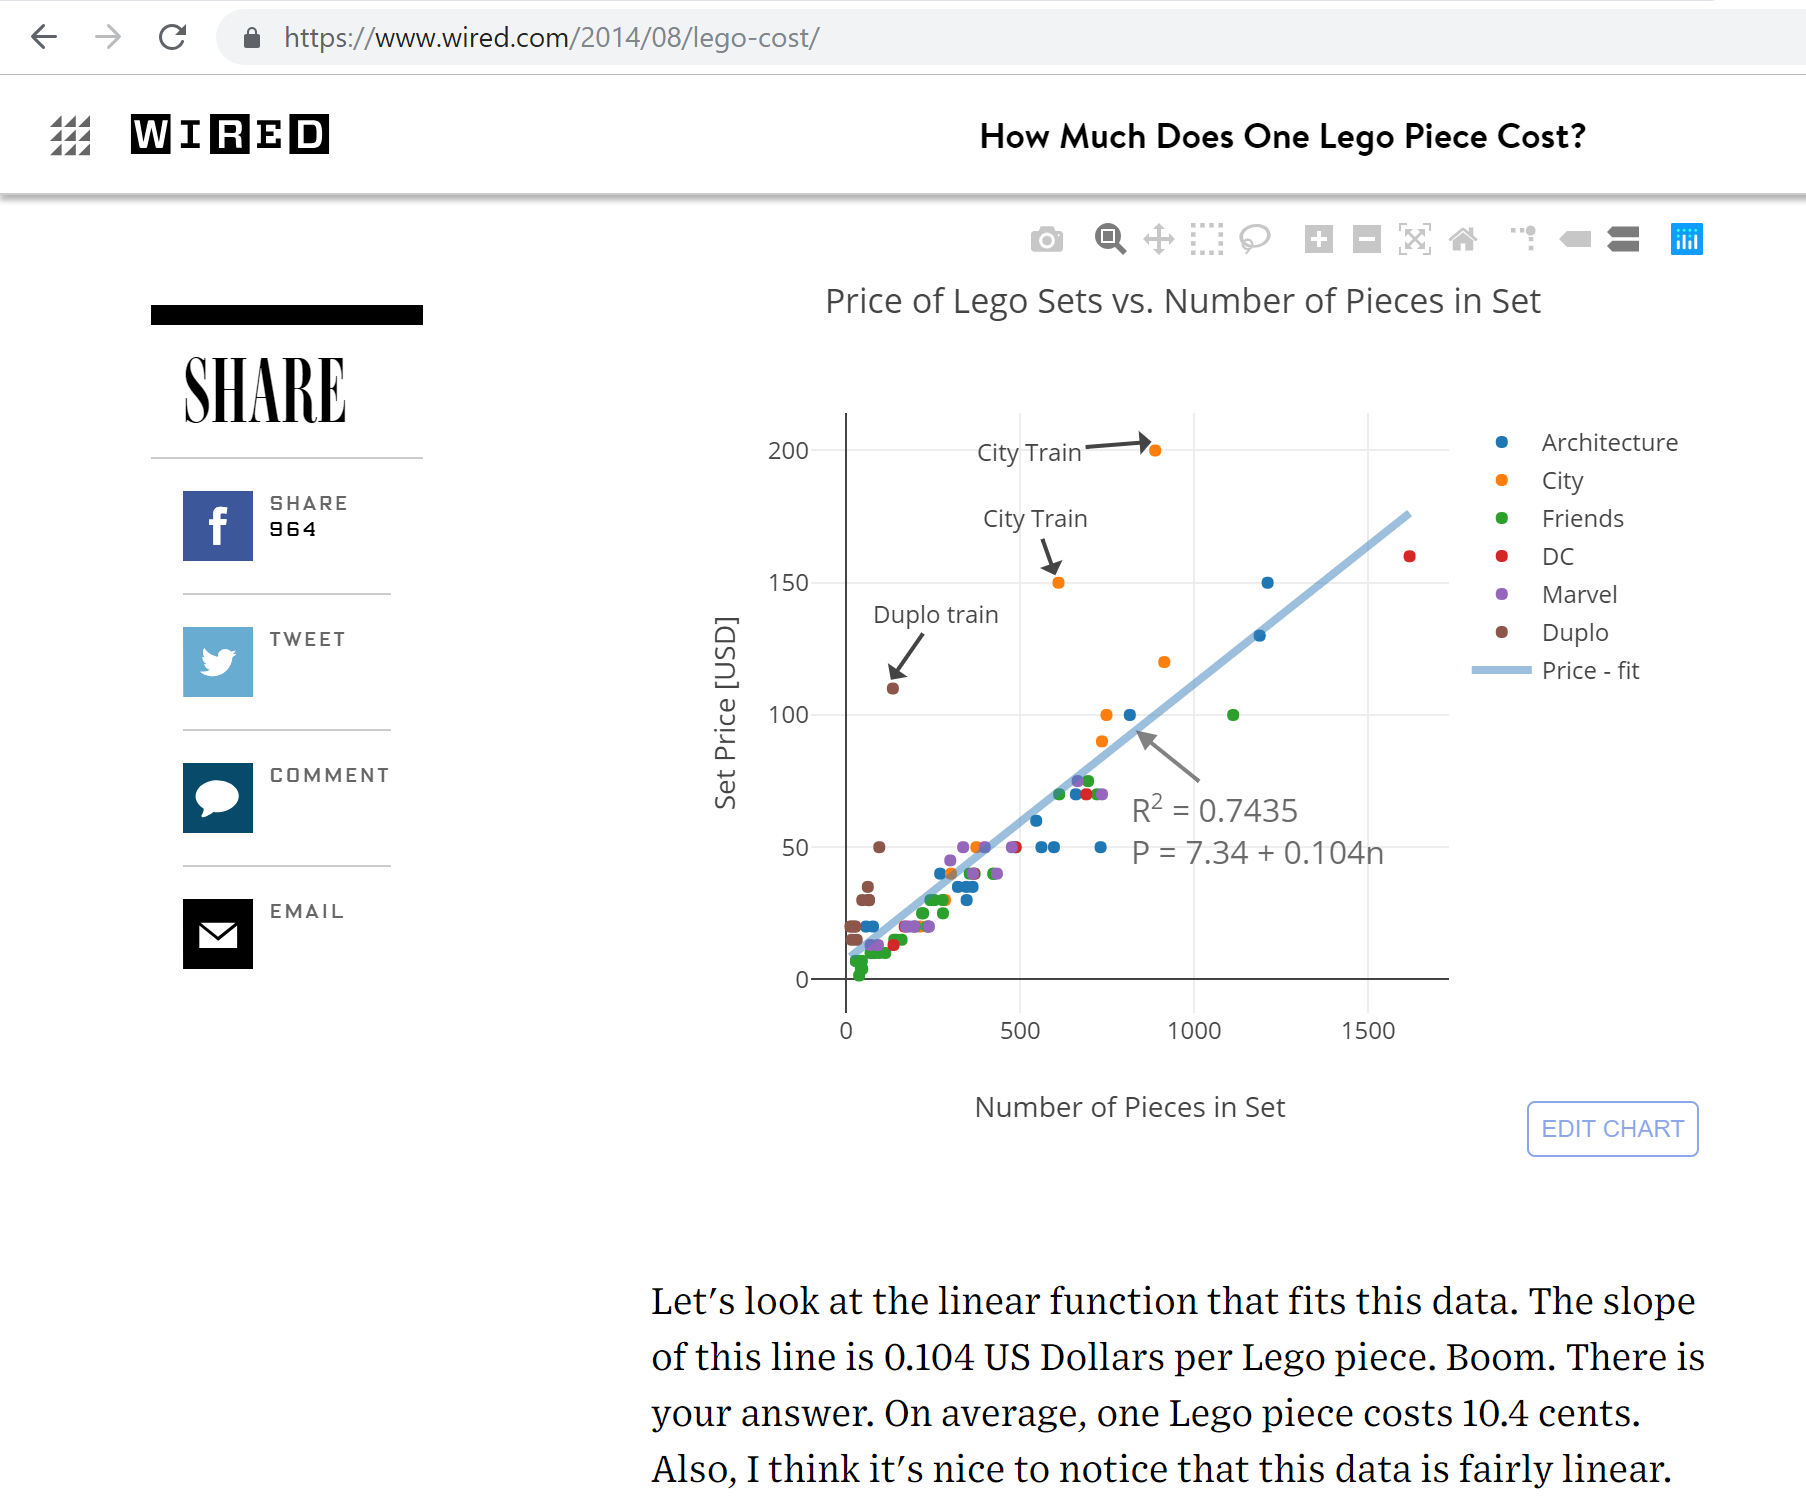 https://www.wired.com/2014/08/lego-cost/
WIRED
How Much Does One Lego Piece Cost?
SHARE
SHARE
964
TWEET
COMMENT
EMAIL
Price of Lego Sets vs. Number of Pieces in Set
Set Price [USD]
200
150
100
50
0
0 500 1000 1500
Number of Pieces in Set
City Train
City Train
Duplo train
R² = 0.7435
P = 7.34 + 0.104n
Architecture
City
Friends
DC
Marvel
Duplo
Price - fit
EDIT CHART
Let's look at the linear function that fits this data. The slope
of this line is 0.104 US Dollars per Lego piece. Boom. There is
your answer. On average, one Lego piece costs 10.4 cents.
Also, I think it's nice to notice that this data is fairly linear.